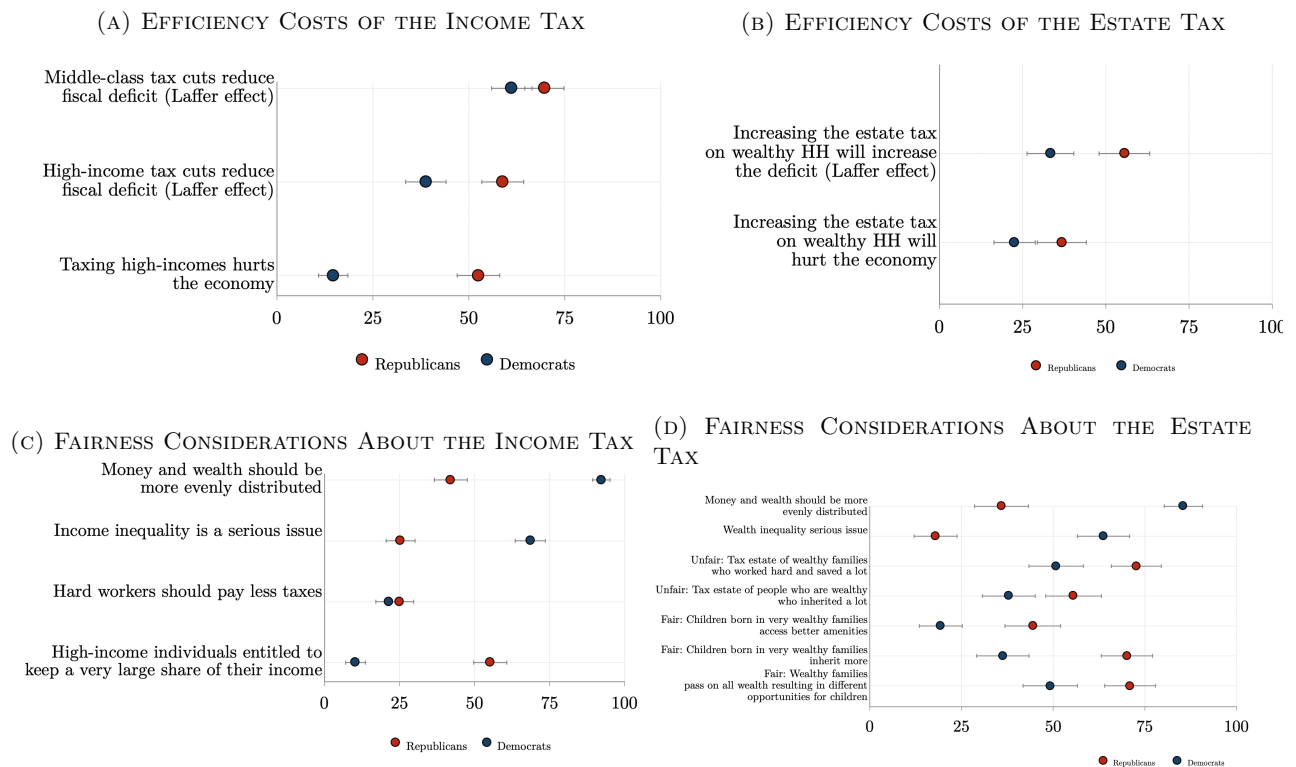 (A) Efficiency Costs of the Income Tax
Middle-class tax cuts reduce
fiscal deficit (Laffer effect)
High-income tax cuts reduce
fiscal deficit (Laffer effect)
Taxing high-incomes hurts
the economy
0 25 50 75 100
Republicans Democrats
(B) Efficiency Costs of the Estate Tax
Increasing the estate tax
on wealthy HH will increase
the deficit (Laffer effect)
Increasing the estate tax
on wealthy HH will
hurt the economy
0 25 50 75 100
Republicans Democrats
(C) Fairness Considerations About the Income Tax
Money and wealth should be
more evenly distributed
Income inequality is a serious issue
Hard workers should pay less taxes
High-income individuals entitled to
keep a very large share of their income
0 25 50 75 100
Republicans Democrats
(D) Fairness Considerations About the Estate
Tax
Money and wealth should be more
evenly distributed
Wealth inequality serious issue
Unfair: Tax estate of wealthy families
who worked hard and saved a lot
Unfair: Tax estate of people who are wealthy
who inherited a lot
Fair: Children born in very wealthy families
access better amenities
Fair: Children born in very wealthy families
inherit more
Fair: Wealthy families
pass on all wealth resulting in different
opportunities for children
0 25 50 75 100
Republicans Democrats